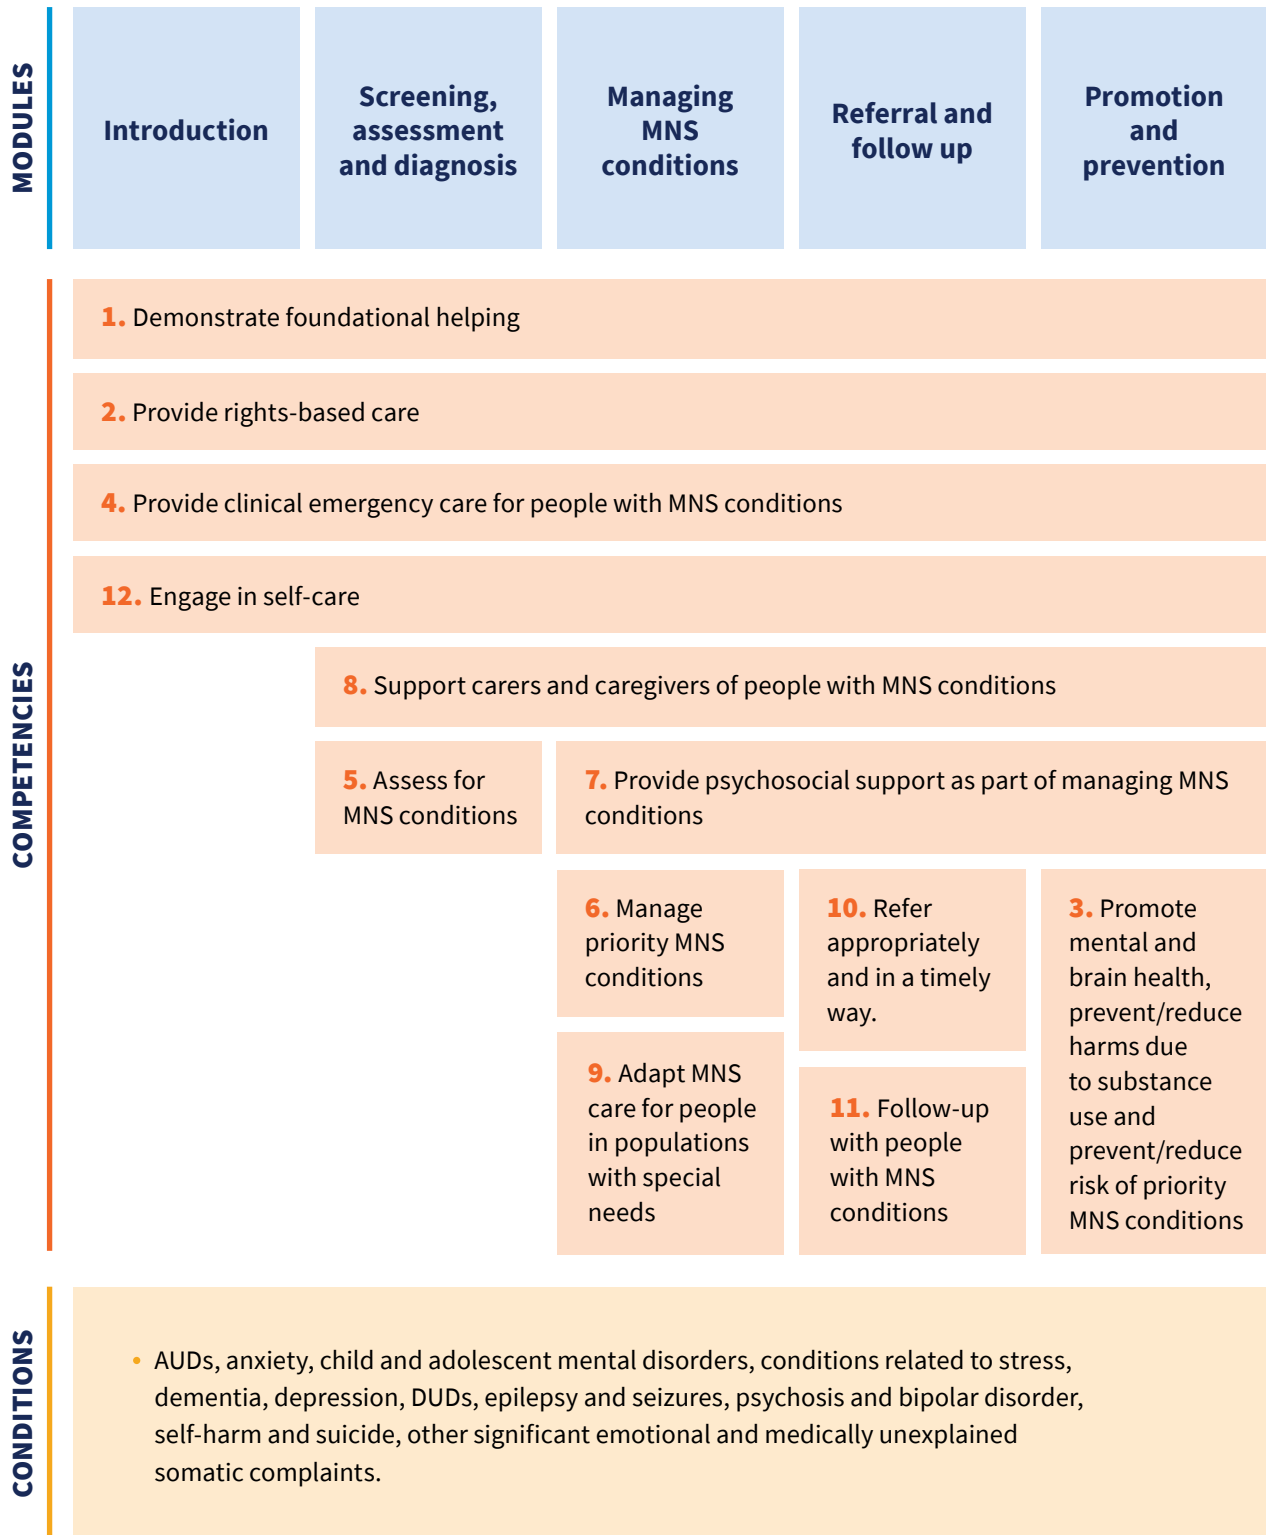 MODULES
Introduction
Screening,
assessment
and diagnosis
Managing
MNS
conditions
Referral and
follow up
Promotion
and
prevention
COMPETENCIES
1. Demonstrate foundational helping
2. Provide rights-based care
4. Provide clinical emergency care for people with MNS conditions
12. Engage in self-care
8. Support carers and caregivers of people with MNS conditions
5. Assess for
MNS conditions
7. Provide psychosocial support as part of managing MNS
conditions
6. Manage
priority MNS
conditions
9. Adapt MNS
care for people
in populations
with special
needs
10. Refer
appropriately
and in a timely
way.
11. Follow-up
with people
with MNS
conditions
3. Promote
mental and
brain health,
prevent/reduce
harms due
to substance
use and
prevent/reduce
risk of priority
MNS conditions
CONDITIONS
• AUDs, anxiety, child and adolescent mental disorders, conditions related to stress,
dementia, depression, DUDs, epilepsy and seizures, psychosis and bipolar disorder,
self-harm and suicide, other significant emotional and medically unexplained
somatic complaints.